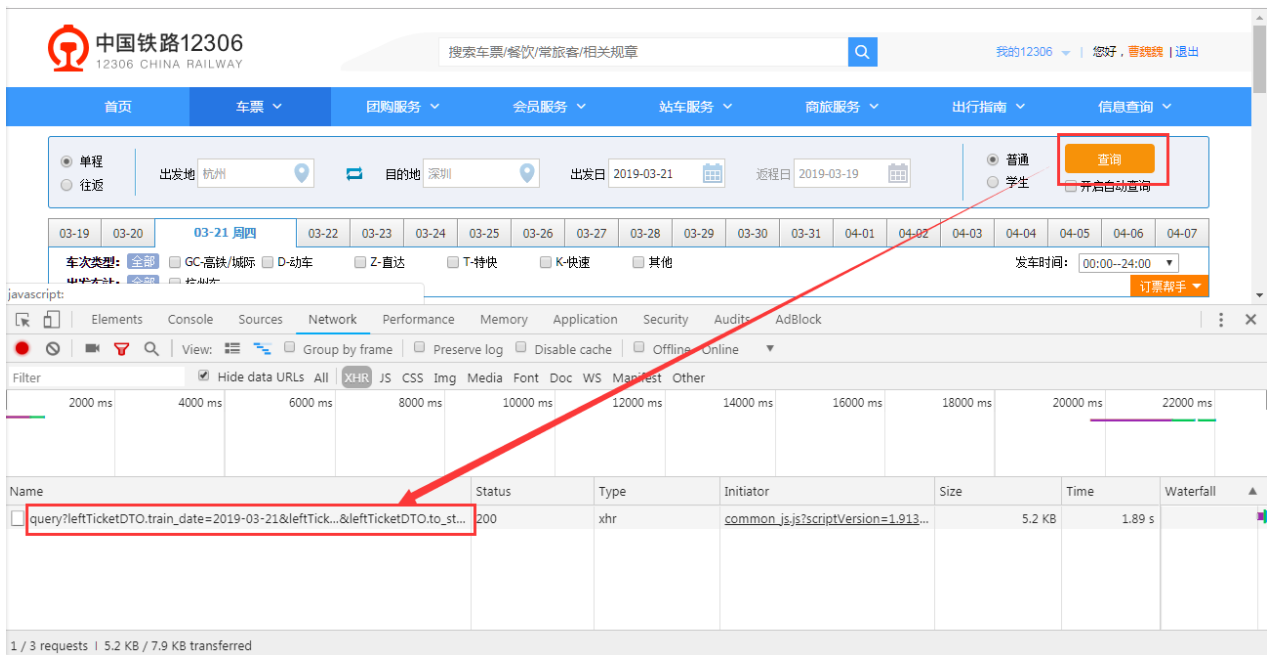 中国铁路12306
12306 CHINA RAILWAY
搜索车票/餐饮/常旅客/相关规章
我的12306 | 您好，曹魏魏 | 退出
首页 车票 团购服务 会员服务 站车服务 商旅服务 出行指南 信息查询
单程
往返
出发地 杭州 目的地 深圳 出发日 2019-03-21 返程日 2019-03-19
普通
学生
查询
开启自动查询
03-19 03-20 03-21 周四 03-22 03-23 03-24 03-25 03-26 03-27 03-28 03-29 03-30 03-31 04-01 04-02 04-03 04-04 04-05 04-06 04-07
车次类型: 全部 GC-高铁/城际 D-动车 Z-直达 T-特快 K-快速 其他 发车时间: 00:00--24:00
出发车站: 全部 杭州东
订票帮手
javascript:
Elements Console Sources Network Performance Memory Application Security Audits AdBlock
View: Group by frame Preserve log Disable cache Offline Online
Filter Hide data URLs All XHR JS CSS Img Media Font Doc WS Manifest Other
2000 ms 4000 ms 6000 ms 8000 ms 10000 ms 12000 ms 14000 ms 16000 ms 18000 ms 20000 ms 22000 ms
Name Status Type Initiator Size Time Waterfall
query?leftTicketDTO.train_date=2019-03-21&leftTick...&leftTicketDTO.to_st... 200 xhr common_js.js?scriptVersion=1.913... 5.2 KB 1.89 s
1 / 3 requests | 5.2 KB / 7.9 KB transferred